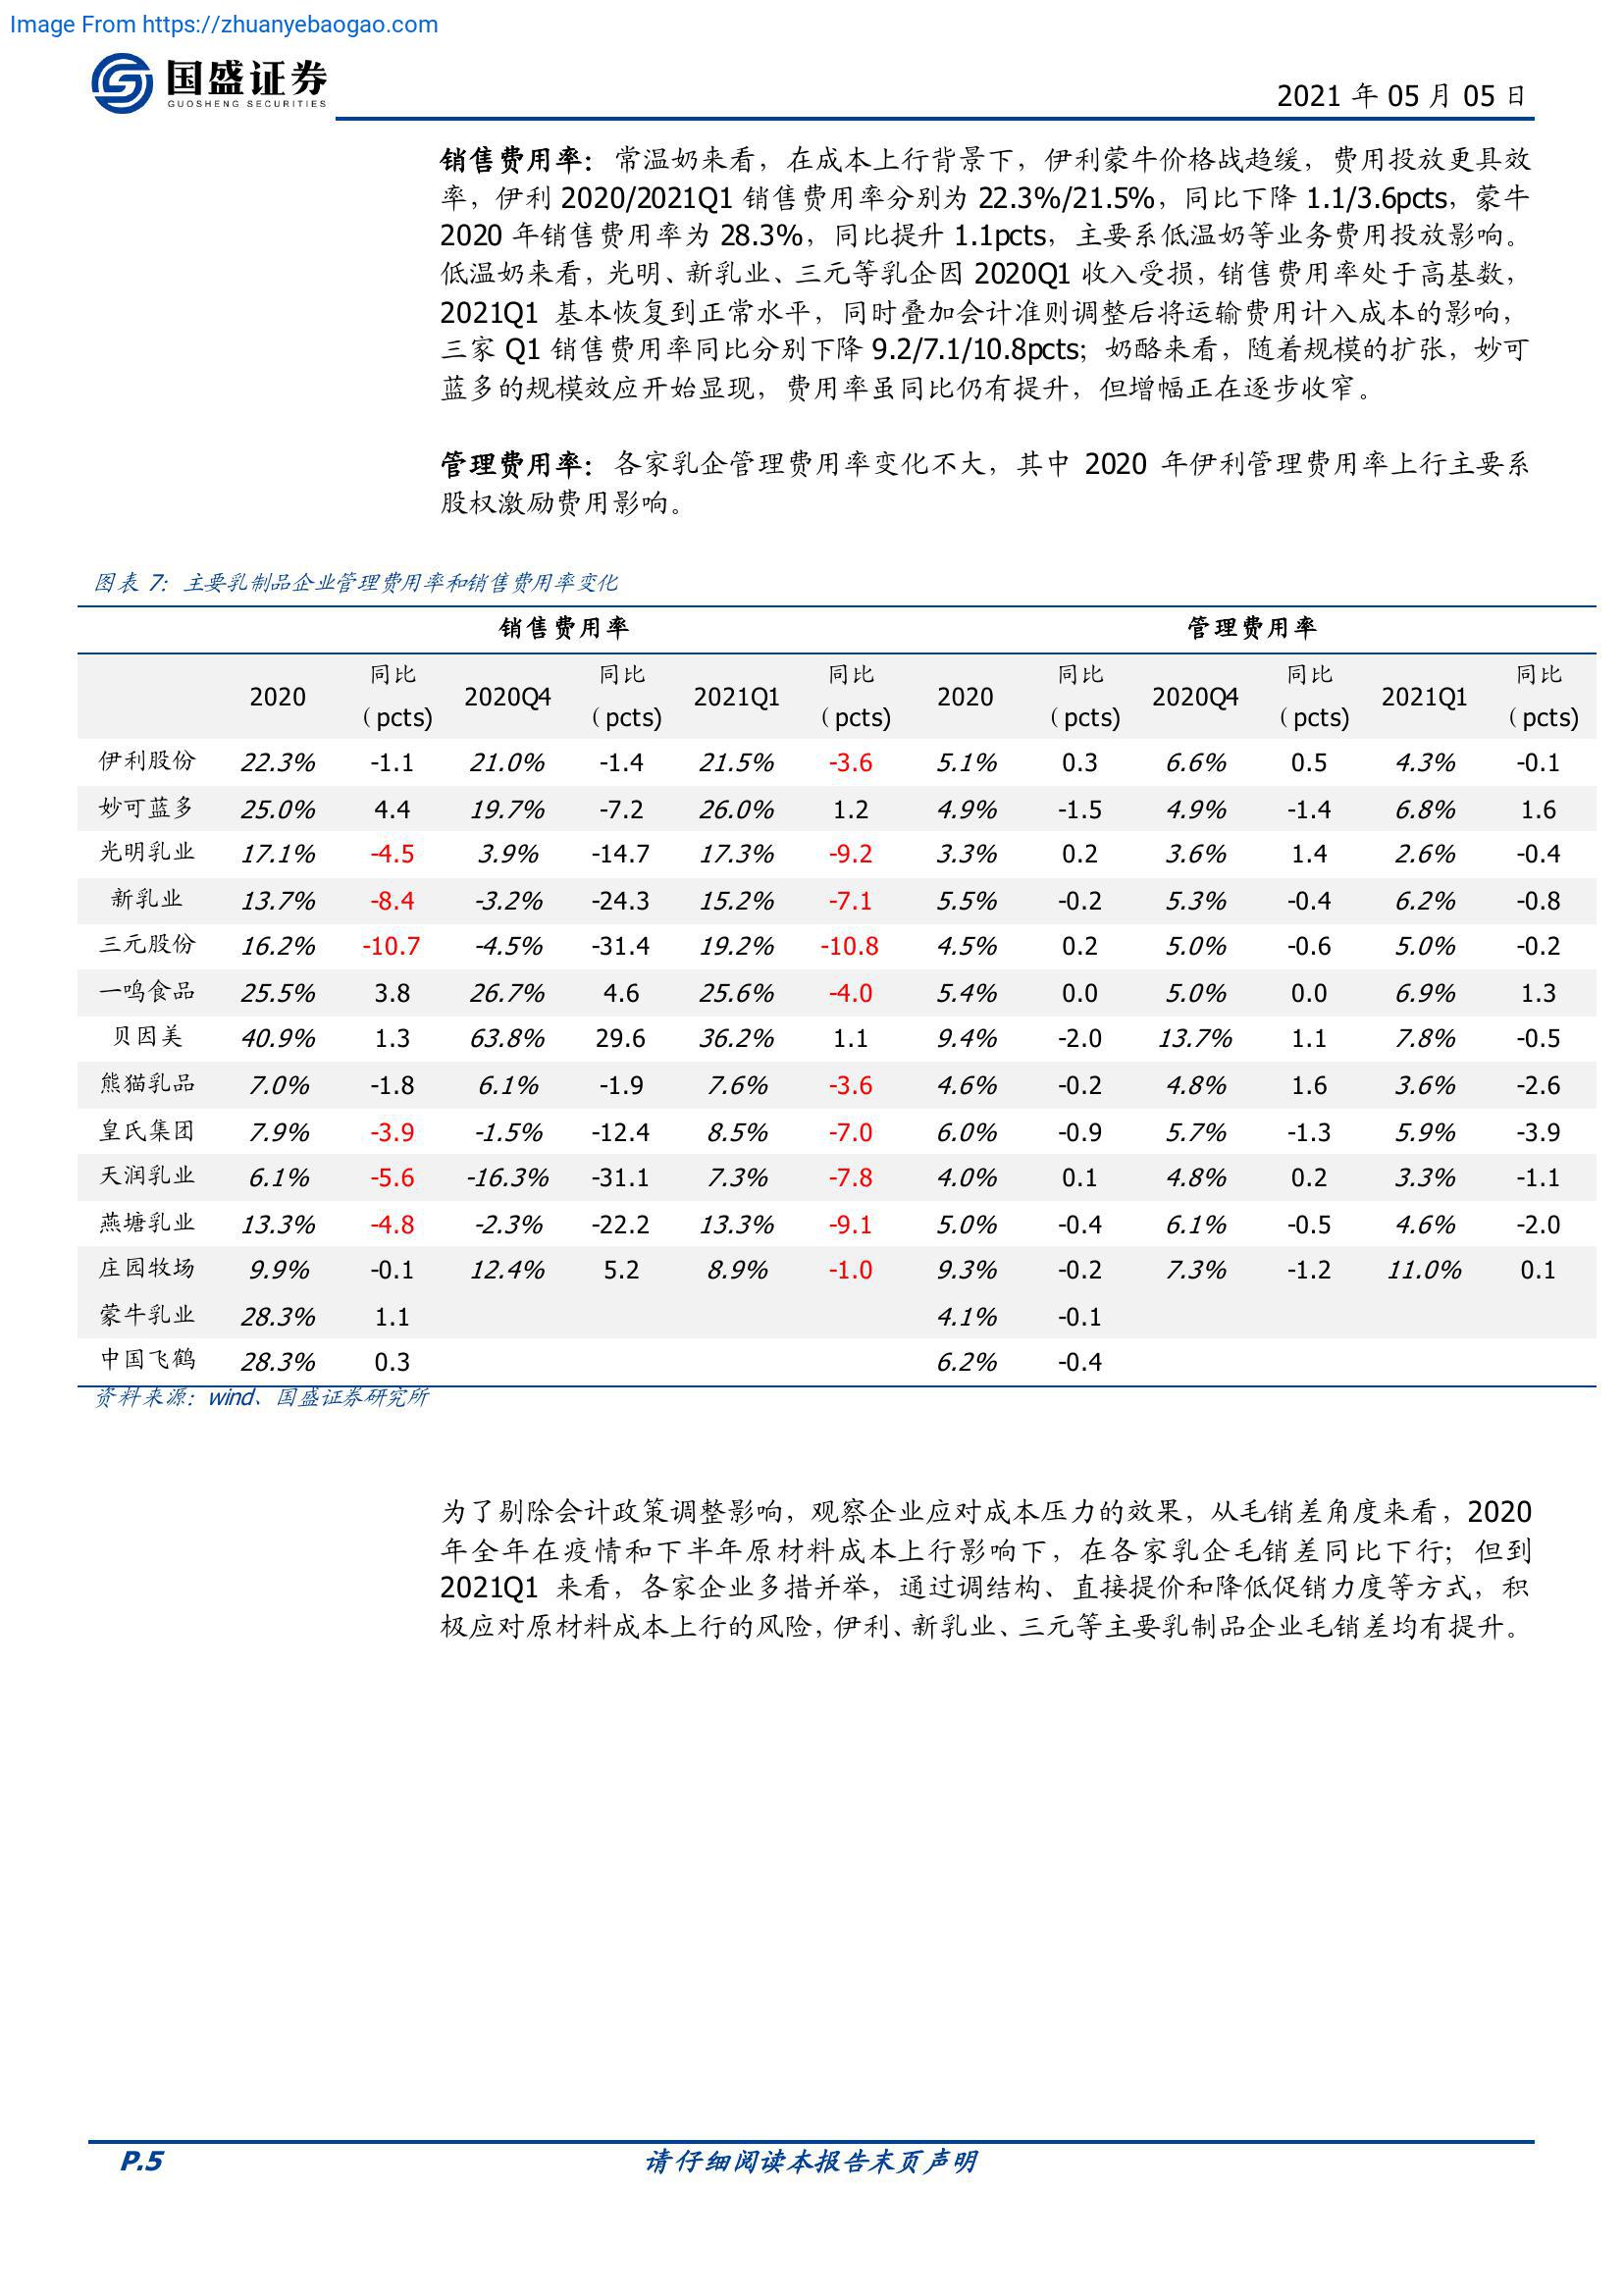 Image From https://zhuanyebaogao.com
国盛证券
GUOSHENG SECURITIES
2021 年 05 月 05 日
销售费用率：常温奶来看，在成本上行背景下，伊利蒙牛价格战趋缓，费用投放更具效
率，伊利 2020/2021Q1 销售费用率分别为 22.3%/21.5%，同比下降 1.1/3.6pcts，蒙牛
2020 年销售费用率为 28.3%，同比提升 1.1pcts，主要系低温奶等业务费用投放影响。
低温奶来看，光明、新乳业、三元等乳企因 2020Q1 收入受损，销售费用率处于高基数，
2021Q1 基本恢复到正常水平，同时叠加会计准则调整后将运输费用计入成本的影响，
三家 Q1 销售费用率同比分别下降 9.2/7.1/10.8pcts；奶酪来看，随着规模的扩张，妙可
蓝多的规模效应开始显现，费用率虽同比仍有提升，但增幅正在逐步收窄。
管理费用率：各家乳企管理费用率变化不大，其中 2020 年伊利管理费用率上行主要系
股权激励费用影响。
图表 7：主要乳制品企业管理费用率和销售费用率变化
销售费用率 管理费用率
2020 同比（pcts） 2020Q4 同比（pcts） 2021Q1 同比（pcts） 2020 同比（pcts） 2020Q4 同比（pcts） 2021Q1 同比（pcts）
伊利股份 22.3% -1.1 21.0% -1.4 21.5% -3.6 5.1% 0.3 6.6% 0.5 4.3% -0.1
妙可蓝多 25.0% 4.4 19.7% -7.2 26.0% 1.2 4.9% -1.5 4.9% -1.4 6.8% 1.6
光明乳业 17.1% -4.5 3.9% -14.7 17.3% -9.2 3.3% 0.2 3.6% 1.4 2.6% -0.4
新乳业 13.7% -8.4 -3.2% -24.3 15.2% -7.1 5.5% -0.2 5.3% -0.4 6.2% -0.8
三元股份 16.2% -10.7 -4.5% -31.4 19.2% -10.8 4.5% 0.2 5.0% -0.6 5.0% -0.2
一鸣食品 25.5% 3.8 26.7% 4.6 25.6% -4.0 5.4% 0.0 5.0% 0.0 6.9% 1.3
贝因美 40.9% 1.3 63.8% 29.6 36.2% 1.1 9.4% -2.0 13.7% 1.1 7.8% -0.5
熊猫乳品 7.0% -1.8 6.1% -1.9 7.6% -3.6 4.6% -0.2 4.8% 1.6 3.6% -2.6
皇氏集团 7.9% -3.9 -1.5% -12.4 8.5% -7.0 6.0% -0.9 5.7% -1.3 5.9% -3.9
天润乳业 6.1% -5.6 -16.3% -31.1 7.3% -7.8 4.0% 0.1 4.8% 0.2 3.3% -1.1
燕塘乳业 13.3% -4.8 -2.3% -22.2 13.3% -9.1 5.0% -0.4 6.1% -0.5 4.6% -2.0
庄园牧场 9.9% -0.1 12.4% 5.2 8.9% -1.0 9.3% -0.2 7.3% -1.2 11.0% 0.1
蒙牛乳业 28.3% 1.1 4.1% -0.1
中国飞鹤 28.3% 0.3 6.2% -0.4
资料来源：wind、国盛证券研究所
为了剔除会计政策调整影响，观察企业应对成本压力的效果，从毛销差角度来看，2020
年全年在疫情和下半年原材料成本上行影响下，在各家乳企毛销差同比下行；但到
2021Q1 来看，各家企业多措并举，通过调结构、直接提价和降低促销力度等方式，积
极应对原材料成本上行的风险，伊利、新乳业、三元等主要乳制品企业毛销差均有提升。
P.5
请仔细阅读本报告末页声明